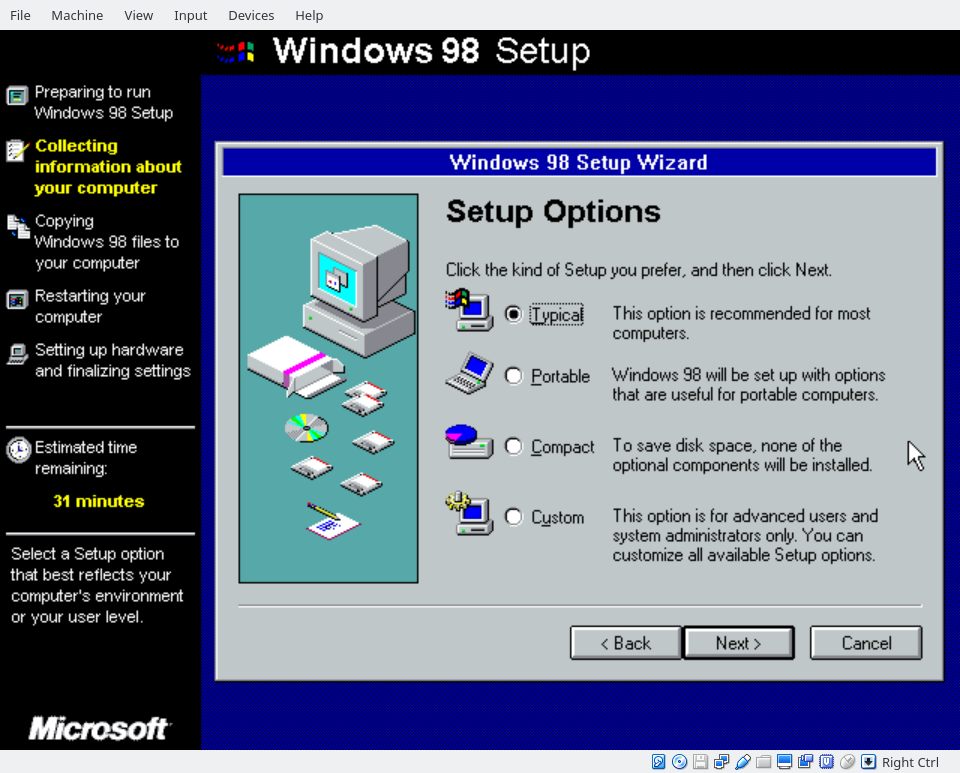 File Machine View Input Devices Help
Windows 98 Setup
Preparing to run
Windows 98 Setup
Collecting
information about
your computer
Copying
Windows 98 files to
your computer
Restarting your
computer
Setting up hardware
and finalizing settings
Estimated time
remaining:
31 minutes
Select a Setup option
that best reflects your
computer's environment
or your user level.
Microsoft
Windows 98 Setup Wizard
Setup Options
Click the kind of Setup you prefer, and then click Next.
Typical
This option is recommended for most
computers.
Portable
Windows 98 will be set up with options
that are useful for portable computers.
Compact
To save disk space, none of the
optional components will be installed.
Custom
This option is for advanced users and
system administrators only. You can
customize all available Setup options.
< Back
Next >
Cancel
Right Ctrl